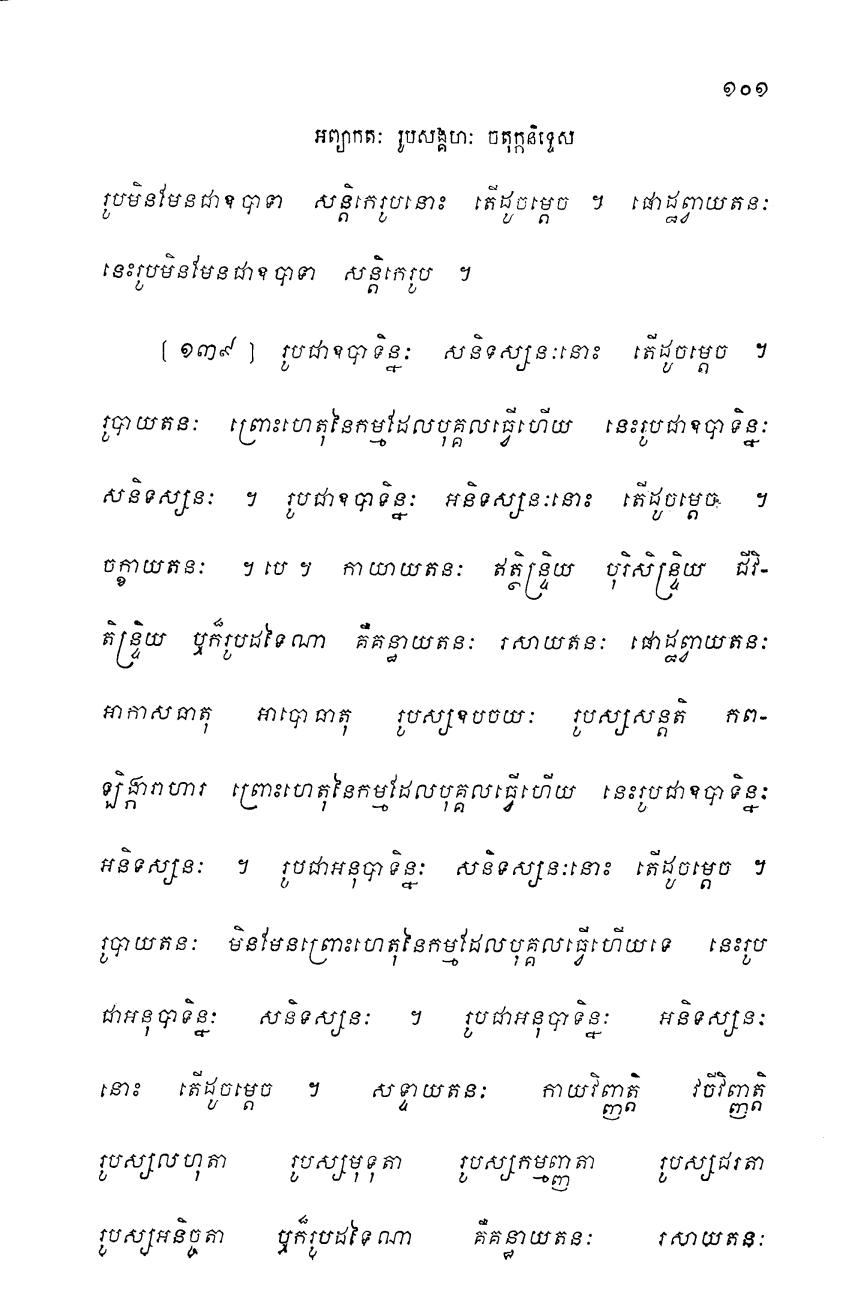 ១០១
អព្យាកតៈ រូបសង្គហៈ ចតុក្កនិទ្ទេស
រូបមិនមែនជាឧបាទា សន្តិកេរូបនោះ តើដូចម្តេច ។ ផោដ្ឋព្វាយតនៈ
នេះរូបមិនមែនជាឧបាទា សន្តិកេរូប ។
[ ១៣៩ ] រូបជាឧបាទិន្នៈ សនិទស្សនៈនោះ តើដូចម្តេច ។
រូបាយតនៈ ព្រោះហេតុនៃកម្មដែលបុគ្គលធ្វើហើយ នេះរូបជាឧបាទិន្នៈ
សនិទស្សនៈ ។ រូបជាឧបាទិន្នៈ អនិទស្សនៈនោះ តើដូចម្តេច ។
ចក្ខាយតនៈ ។ បេ ។ កាយាយតនៈ ឥត្ថិន្ទ្រិយ បុរិសិន្ទ្រិយ ជីវិ-
តិន្ទ្រិយ ឬក៏រូបដទៃណា គឺគន្ធាយតនៈ រសាយតនៈ ផោដ្ឋព្វាយតនៈ
អាកាសធាតុ អាបោធាតុ រូបស្សឧបចយៈ រូបស្សសន្តតិ កព-
ឡិង្ការាហារ ព្រោះហេតុនៃកម្មដែលបុគ្គលធ្វើហើយ នេះរូបជាឧបាទិន្នៈ
អនិទស្សនៈ ។ រូបជាអនុបាទិន្នៈ សនិទស្សនៈនោះ តើដូចម្តេច ។
រូបាយតនៈ មិនមែនព្រោះហេតុនៃកម្មដែលបុគ្គលធ្វើហើយទេ នេះរូប
ជាអនុបាទិន្នៈ សនិទស្សនៈ ។ រូបជាអនុបាទិន្នៈ អនិទស្សនៈ
នោះ តើដូចម្តេច ។ សទ្ទាយតនៈ កាយវិញ្ញត្តិ វចីវិញ្ញត្តិ
រូបស្សលហុតា រូបស្សមុទុតា រូបស្សកម្មញ្ញតា រូបស្សជរតា
រូបស្សអនិច្ចតា ឬក៏រូបដទៃណា គឺគន្ធាយតនៈ រសាយតនៈ